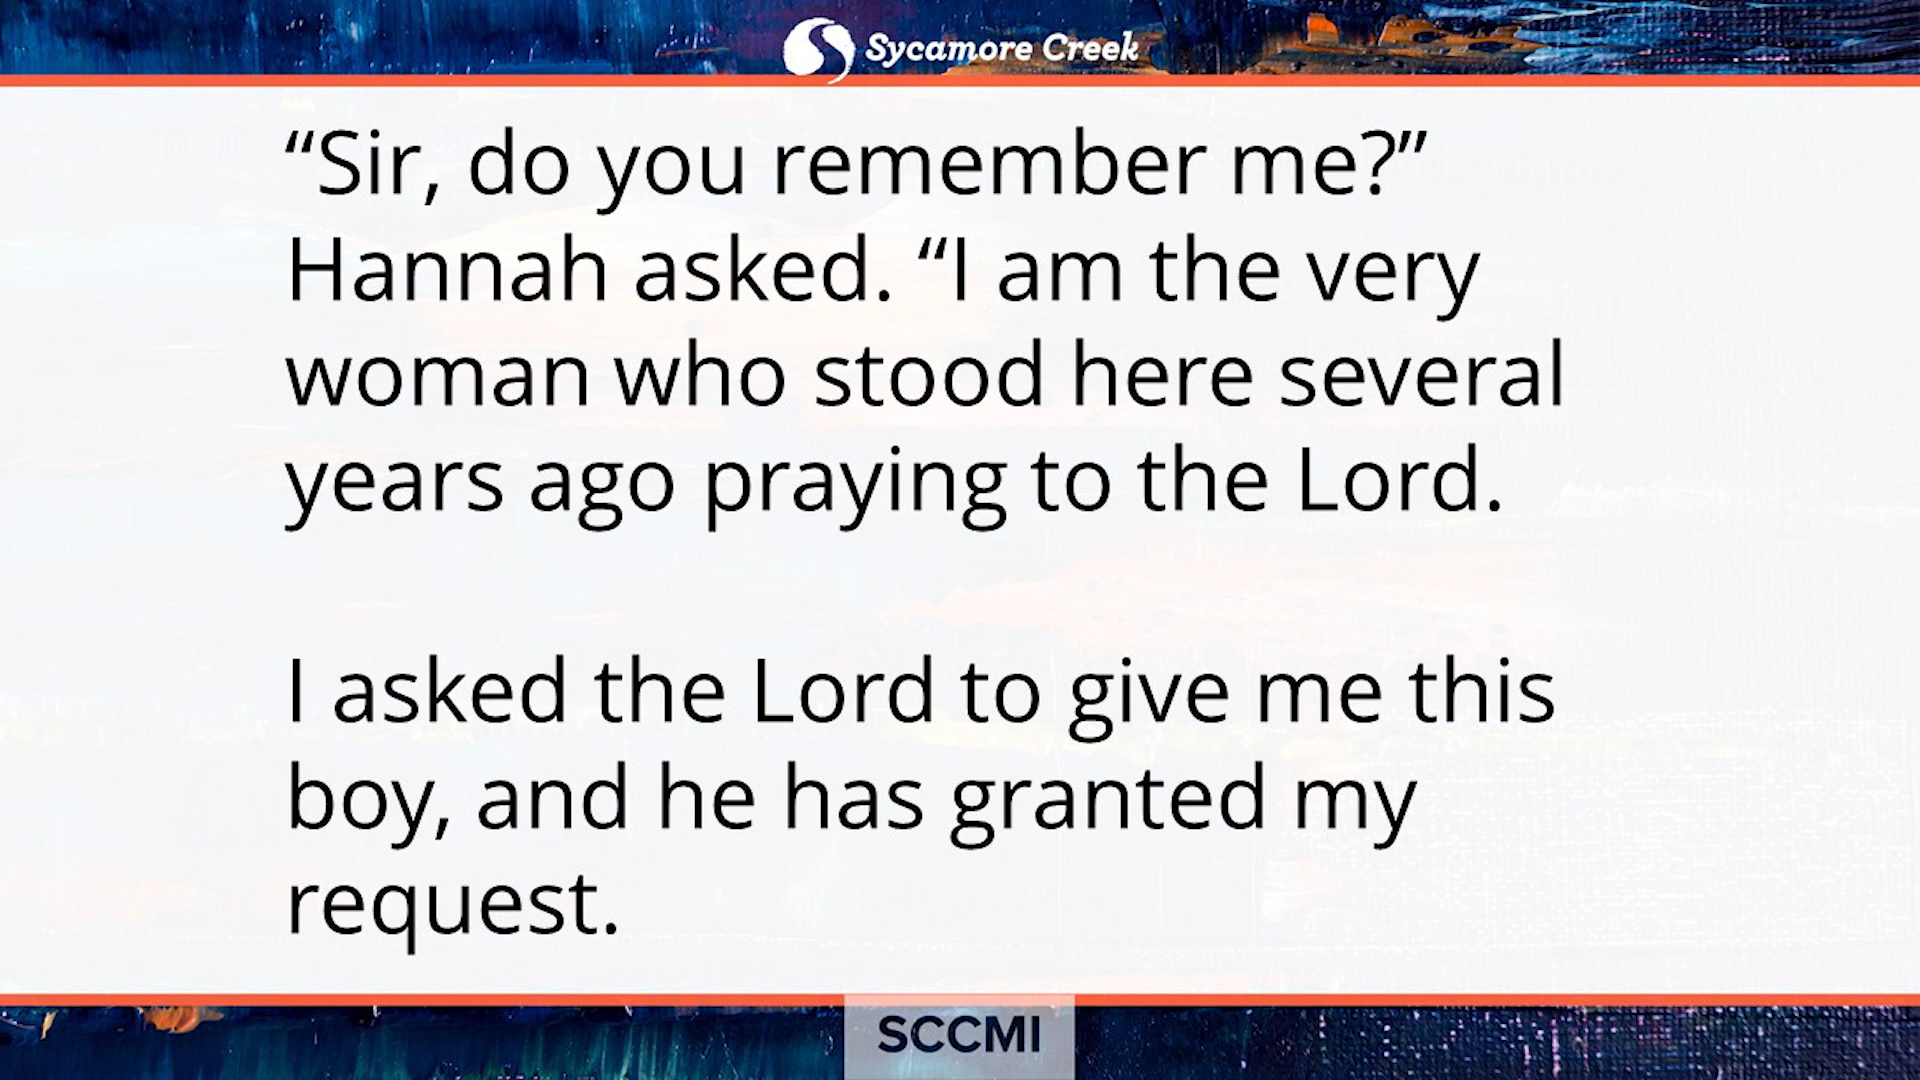 Sycamore Creek
“Sir, do you remember me?”
Hannah asked. “I am the very
woman who stood here several
years ago praying to the Lord.
I asked the Lord to give me this
boy, and he has granted my
request.
SCCMI